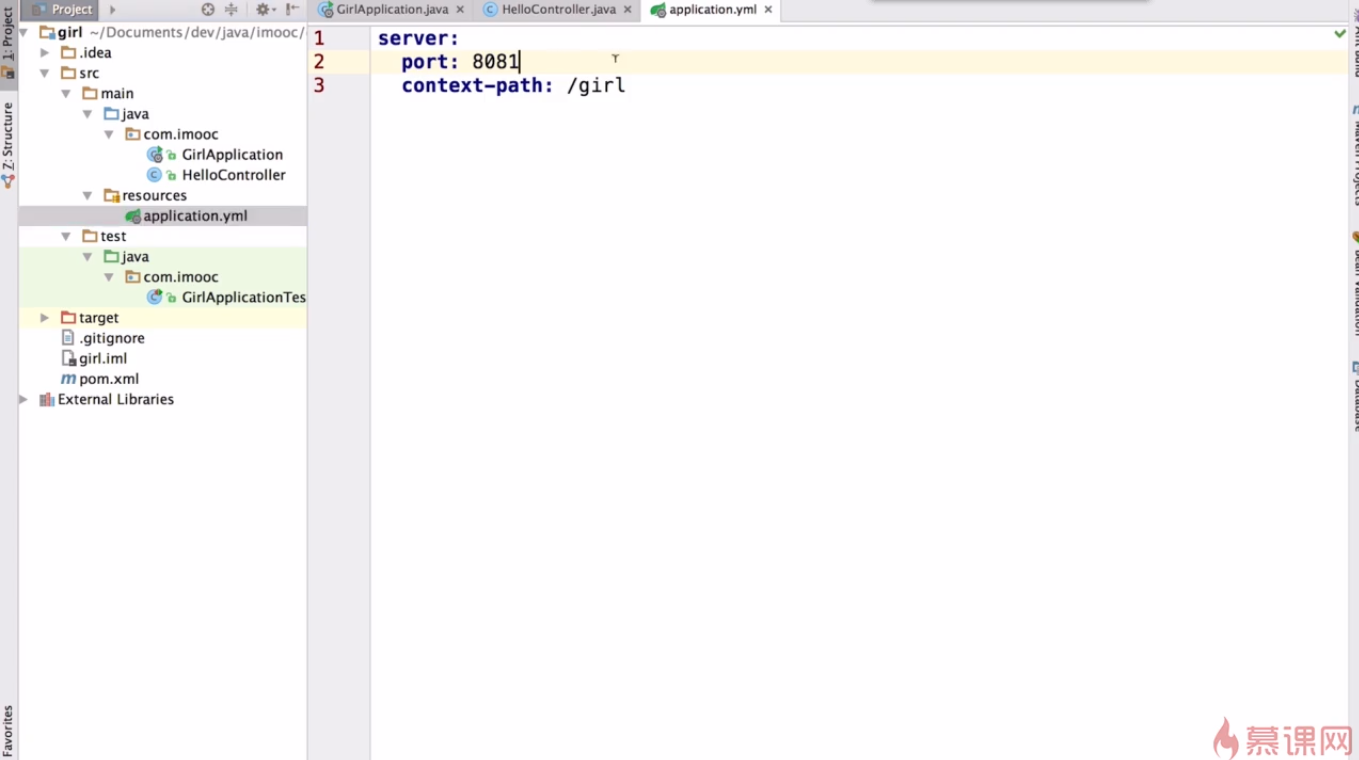 Project
GirlApplication.java
HelloController.java
application.yml
1: Project
Z: Structure
Favorites
girl ~/Documents/dev/java/imooc/
.idea
src
main
java
com.imooc
GirlApplication
HelloController
resources
application.yml
test
java
com.imooc
GirlApplicationTes
target
.gitignore
girl.iml
pom.xml
External Libraries
1 server:
2 port: 8081
3 context-path: /girl
Maven Projects
Bean Validation
Database
慕课网